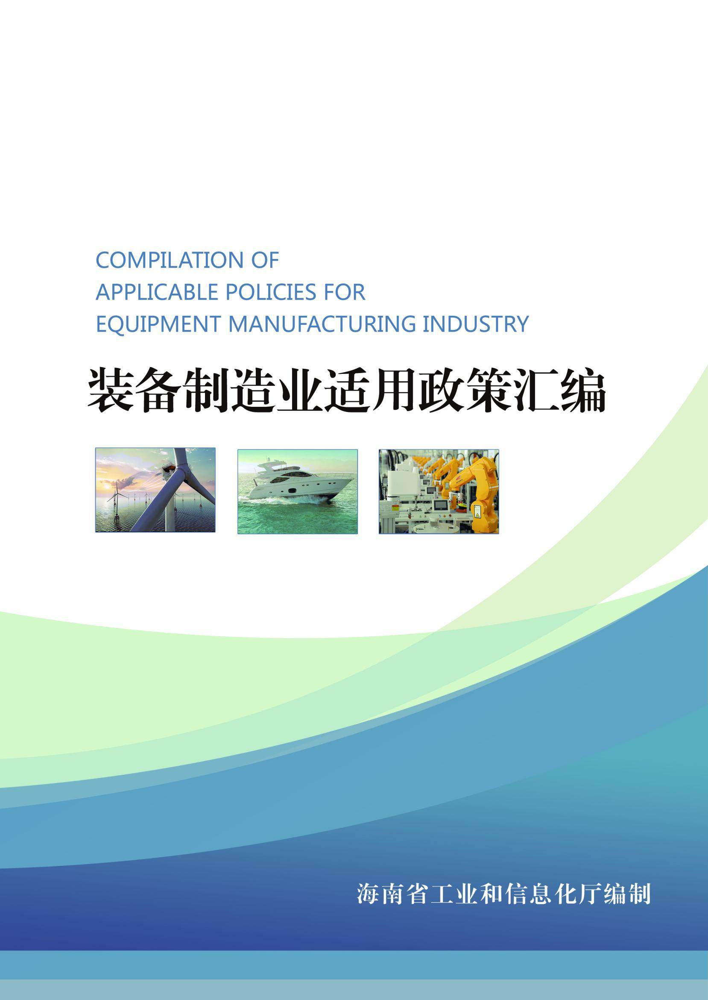 COMPILATION OF
APPLICABLE POLICIES FOR
EQUIPMENT MANUFACTURING INDUSTRY
装备制造业适用政策汇编
海南省工业和信息化厅编制